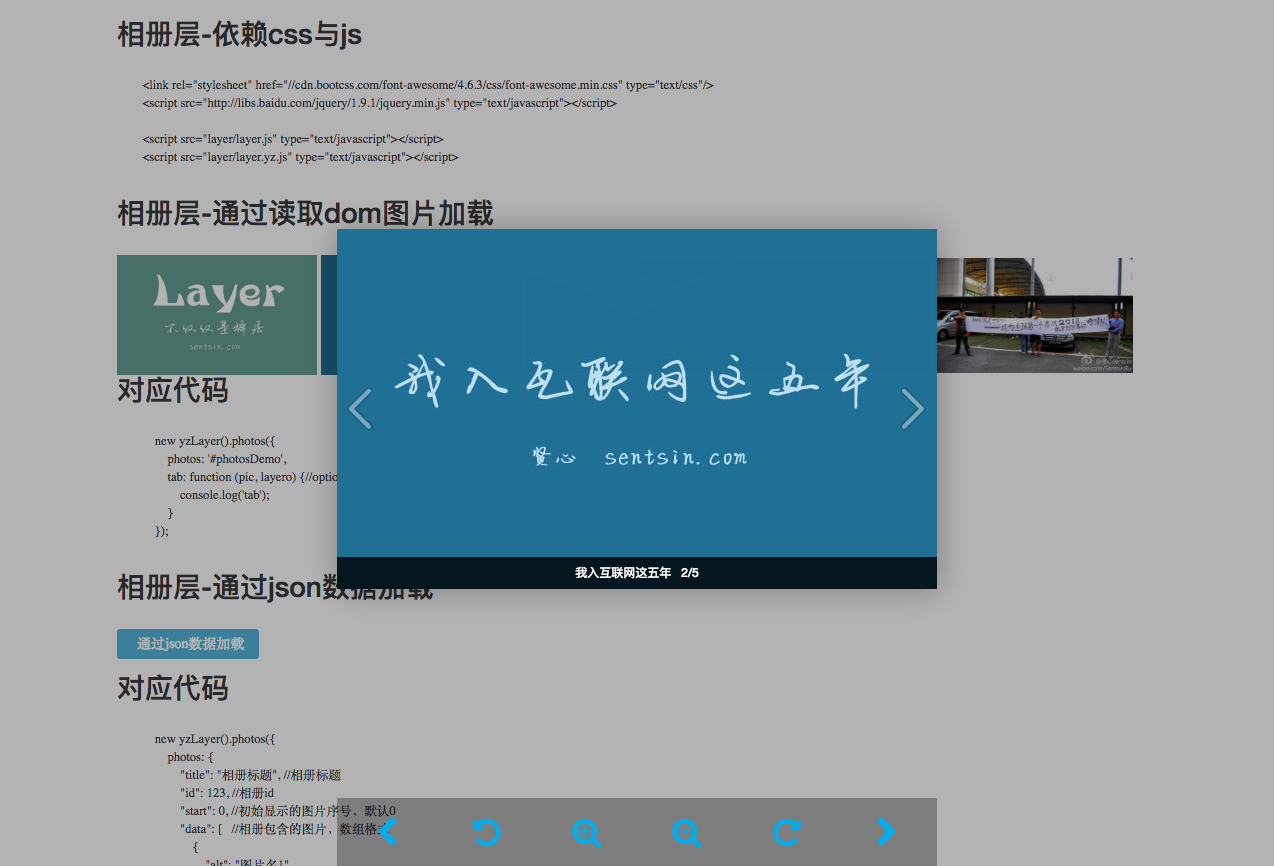 相册层-依赖css与js
<link rel="stylesheet" href="//cdn.bootcss.com/font-awesome/4.6.3/css/font-awesome.min.css" type="text/css"/>
<script src="http://libs.baidu.com/jquery/1.9.1/jquery.min.js" type="text/javascript"></script>
<script src="layer/layer.js" type="text/javascript"></script>
<script src="layer/layer.yz.js" type="text/javascript"></script>
相册层-通过读取dom图片加载
Layer
不仅仅是弹层
sentsin.com
我入互联网这五年
贤心 sentsin.com
我入互联网这五年 2/5
对应代码
new yzLayer().photos({
photos: '#photosDemo',
tab: function (pic, layero) {//optio
console.log('tab');
}
});
相册层-通过json数据加载
通过json数据加载
对应代码
new yzLayer().photos({
photos: {
"title": "相册标题", //相册标题
"id": 123, //相册id
"start": 0, //初始显示的图片序号，默认0
"data": [ //相册包含的图片，数组格式
{
"alt": "图片名1"